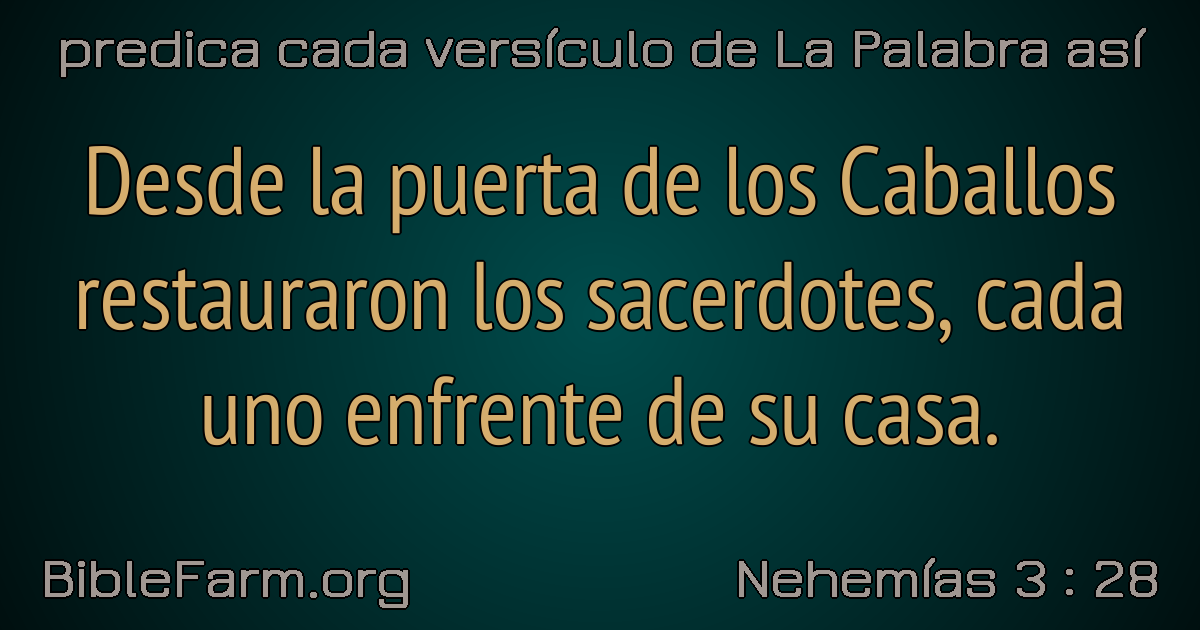 predica cada versículo de La Palabra así
Desde la puerta de los Caballos
restauraron los sacerdotes, cada
uno enfrente de su casa.
BibleFarm.org
Nehemías 3 : 28